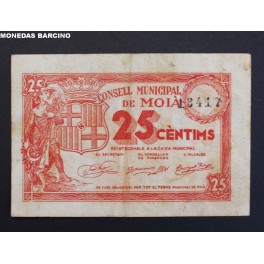 MONEDAS BARCINO
25
CONSELL MUNICIPAL
DE MOIÀ
13417
25 CÈNTIMS
REINTEGRABLE A LA CAIXA MUNICIPAL
EL SECRETARI EL CONSELLER DE FINANCES L'ALCALDE
25